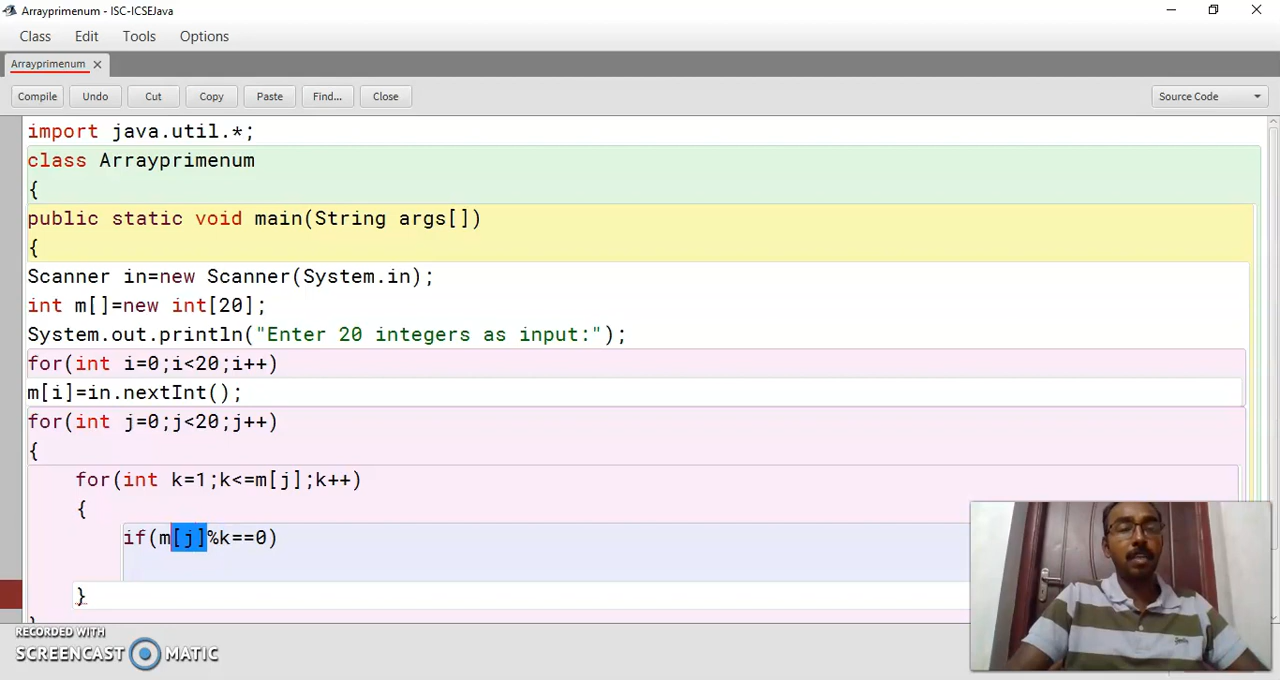 Arrayprimenum - ISC-ICSEJava
Class Edit Tools Options
Arrayprimenum
Compile Undo Cut Copy Paste Find... Close Source Code
import java.util.*;
class Arrayprimenum
{
public static void main(String args[])
{
Scanner in=new Scanner(System.in);
int m[]=new int[20];
System.out.println("Enter 20 integers as input:");
for(int i=0;i<20;i++)
m[i]=in.nextInt();
for(int j=0;j<20;j++)
{
for(int k=1;k<=m[j];k++)
{
if(m[j]%k==0)
}
RECORDED WITH
SCREENCAST MATIC